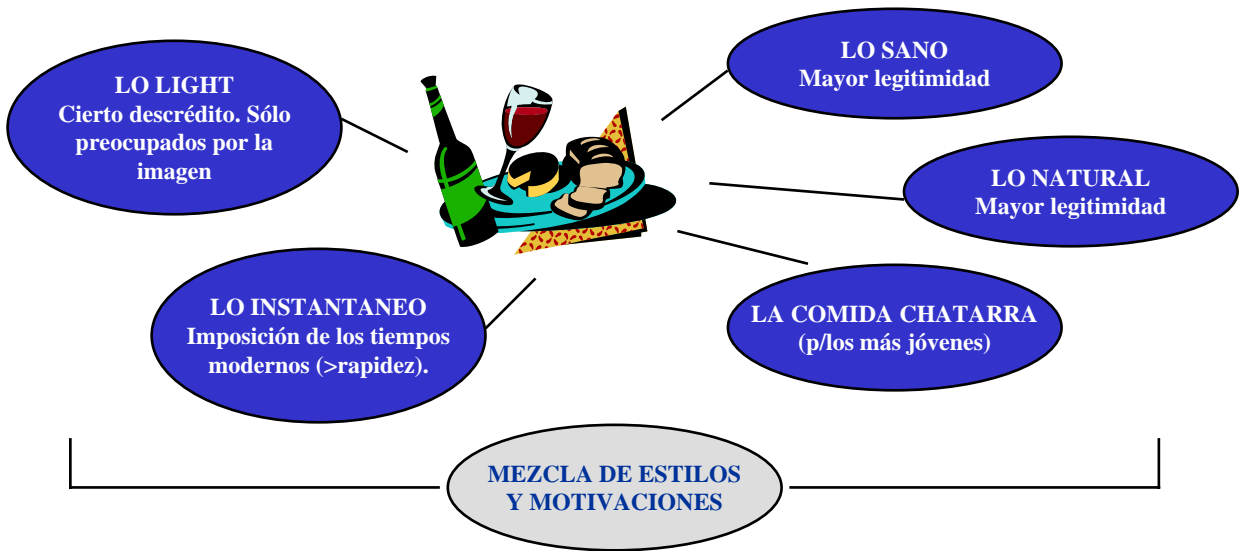 LO LIGHT
Cierto descrédito. Sólo
preocupados por la
imagen
LO SANO
Mayor legitimidad
LO NATURAL
Mayor legitimidad
LO INSTANTANEO
Imposición de los tiempos
modernos (>rapidez).
LA COMIDA CHATARRA
(p/los más jóvenes)
MEZCLA DE ESTILOS
Y MOTIVACIONES